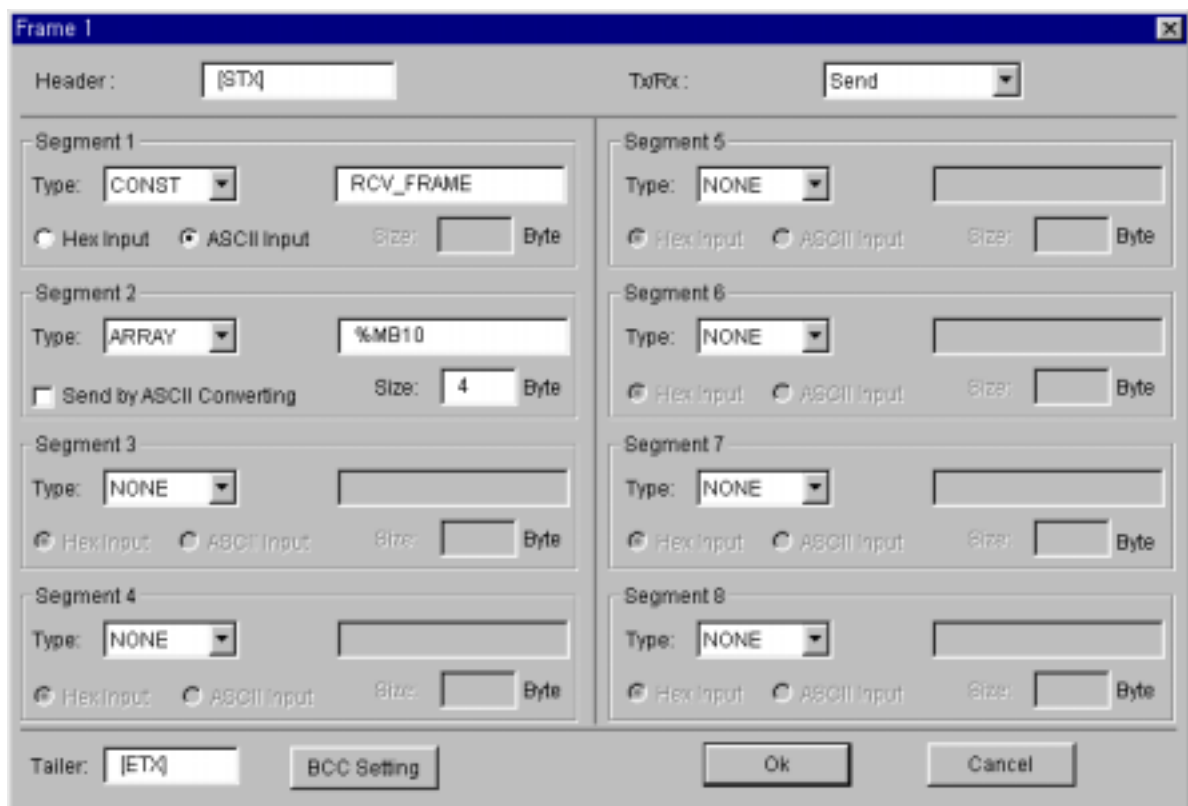 Frame 1
Header : [STX] Tx/Rx : Send
Segment 1
Type: CONST RCV_FRAME
Hex Input ASCII Input Size: Byte
Segment 2
Type: ARRAY %MB10
Send by ASCII Converting Size: 4 Byte
Segment 3
Type: NONE
Hex Input ASCII Input Size: Byte
Segment 4
Type: NONE
Hex Input ASCII Input Size: Byte
Segment 5
Type: NONE
Hex Input ASCII Input Size: Byte
Segment 6
Type: NONE
Hex Input ASCII Input Size: Byte
Segment 7
Type: NONE
Hex Input ASCII Input Size: Byte
Segment 8
Type: NONE
Hex Input ASCII Input Size: Byte
Tailer: [ETX] BCC Setting Ok Cancel